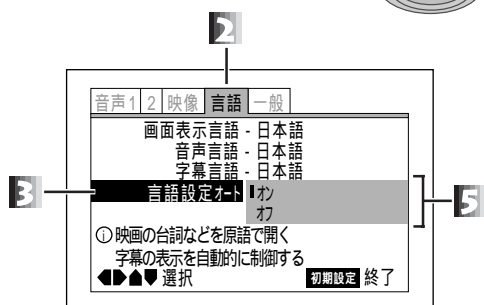 2
音声1 2 映像 言語 一般
画面表示言語 - 日本語
音声言語 - 日本語
字幕言語 - 日本語
3
言語設定オート オン
オフ
5
ⓘ映画の台詞などを原語で開く
字幕の表示を自動的に制御する
選択 初期設定 終了